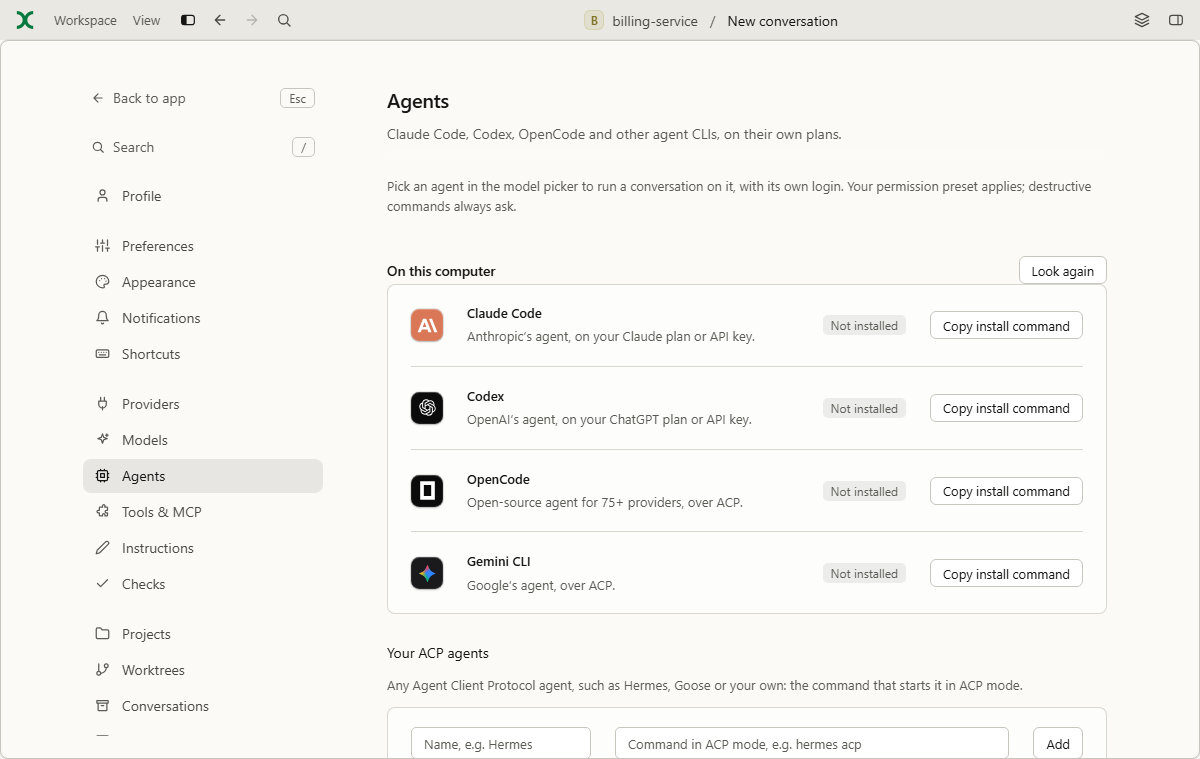 Workspace View
B billing-service / New conversation
Back to app Esc
Search /
Profile
Preferences
Appearance
Notifications
Shortcuts
Providers
Models
Agents
Tools & MCP
Instructions
Checks
Projects
Worktrees
Conversations
Agents
Claude Code, Codex, OpenCode and other agent CLIs, on their own plans.
Pick an agent in the model picker to run a conversation on it, with its own login. Your permission preset applies; destructive
commands always ask.
On this computer Look again
Claude Code
Anthropic's agent, on your Claude plan or API key.
Not installed Copy install command
Codex
OpenAI's agent, on your ChatGPT plan or API key.
Not installed Copy install command
OpenCode
Open-source agent for 75+ providers, over ACP.
Not installed Copy install command
Gemini CLI
Google's agent, over ACP.
Not installed Copy install command
Your ACP agents
Any Agent Client Protocol agent, such as Hermes, Goose or your own: the command that starts it in ACP mode.
Name, e.g. Hermes Command in ACP mode, e.g. hermes acp Add